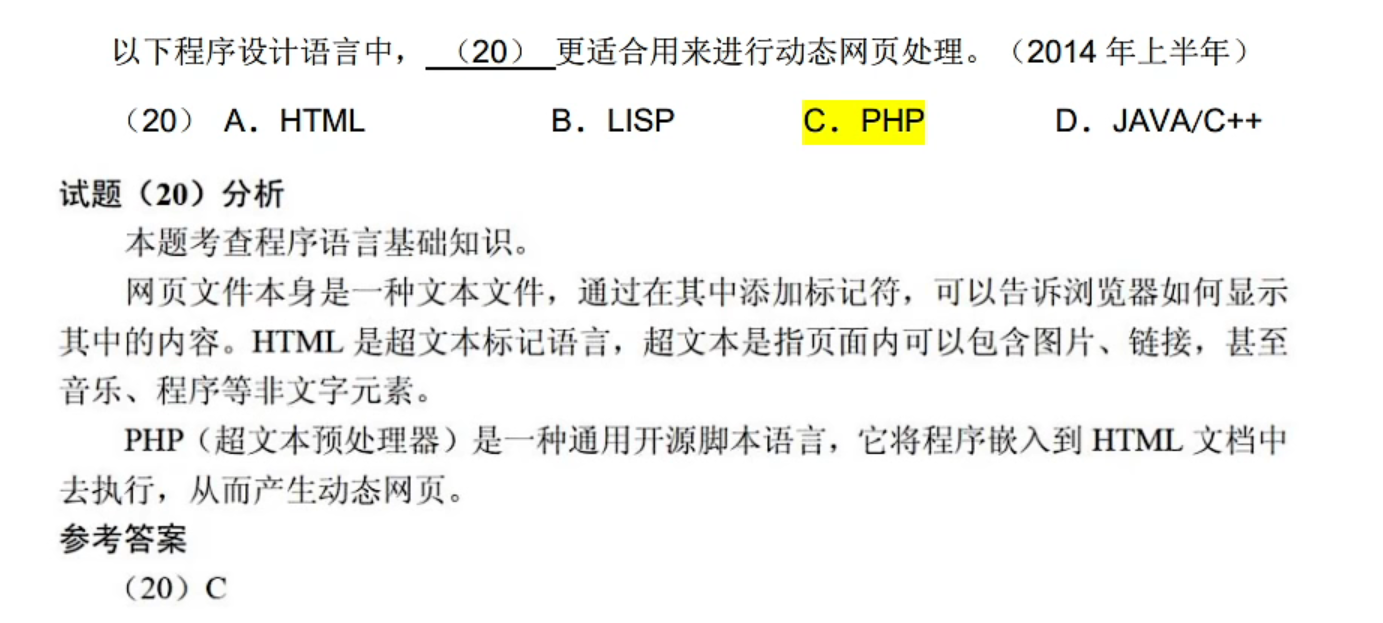 以下程序设计语言中，（20）更适合用来进行动态网页处理。（2014 年上半年）
（20） A．HTML B．LISP C．PHP D．JAVA/C++
试题（20）分析
本题考查程序语言基础知识。
网页文件本身是一种文本文件，通过在其中添加标记符，可以告诉浏览器如何显示
其中的内容。HTML 是超文本标记语言，超文本是指页面内可以包含图片、链接，甚至
音乐、程序等非文字元素。
PHP（超文本预处理器）是一种通用开源脚本语言，它将程序嵌入到 HTML 文档中
去执行，从而产生动态网页。
参考答案
（20）C